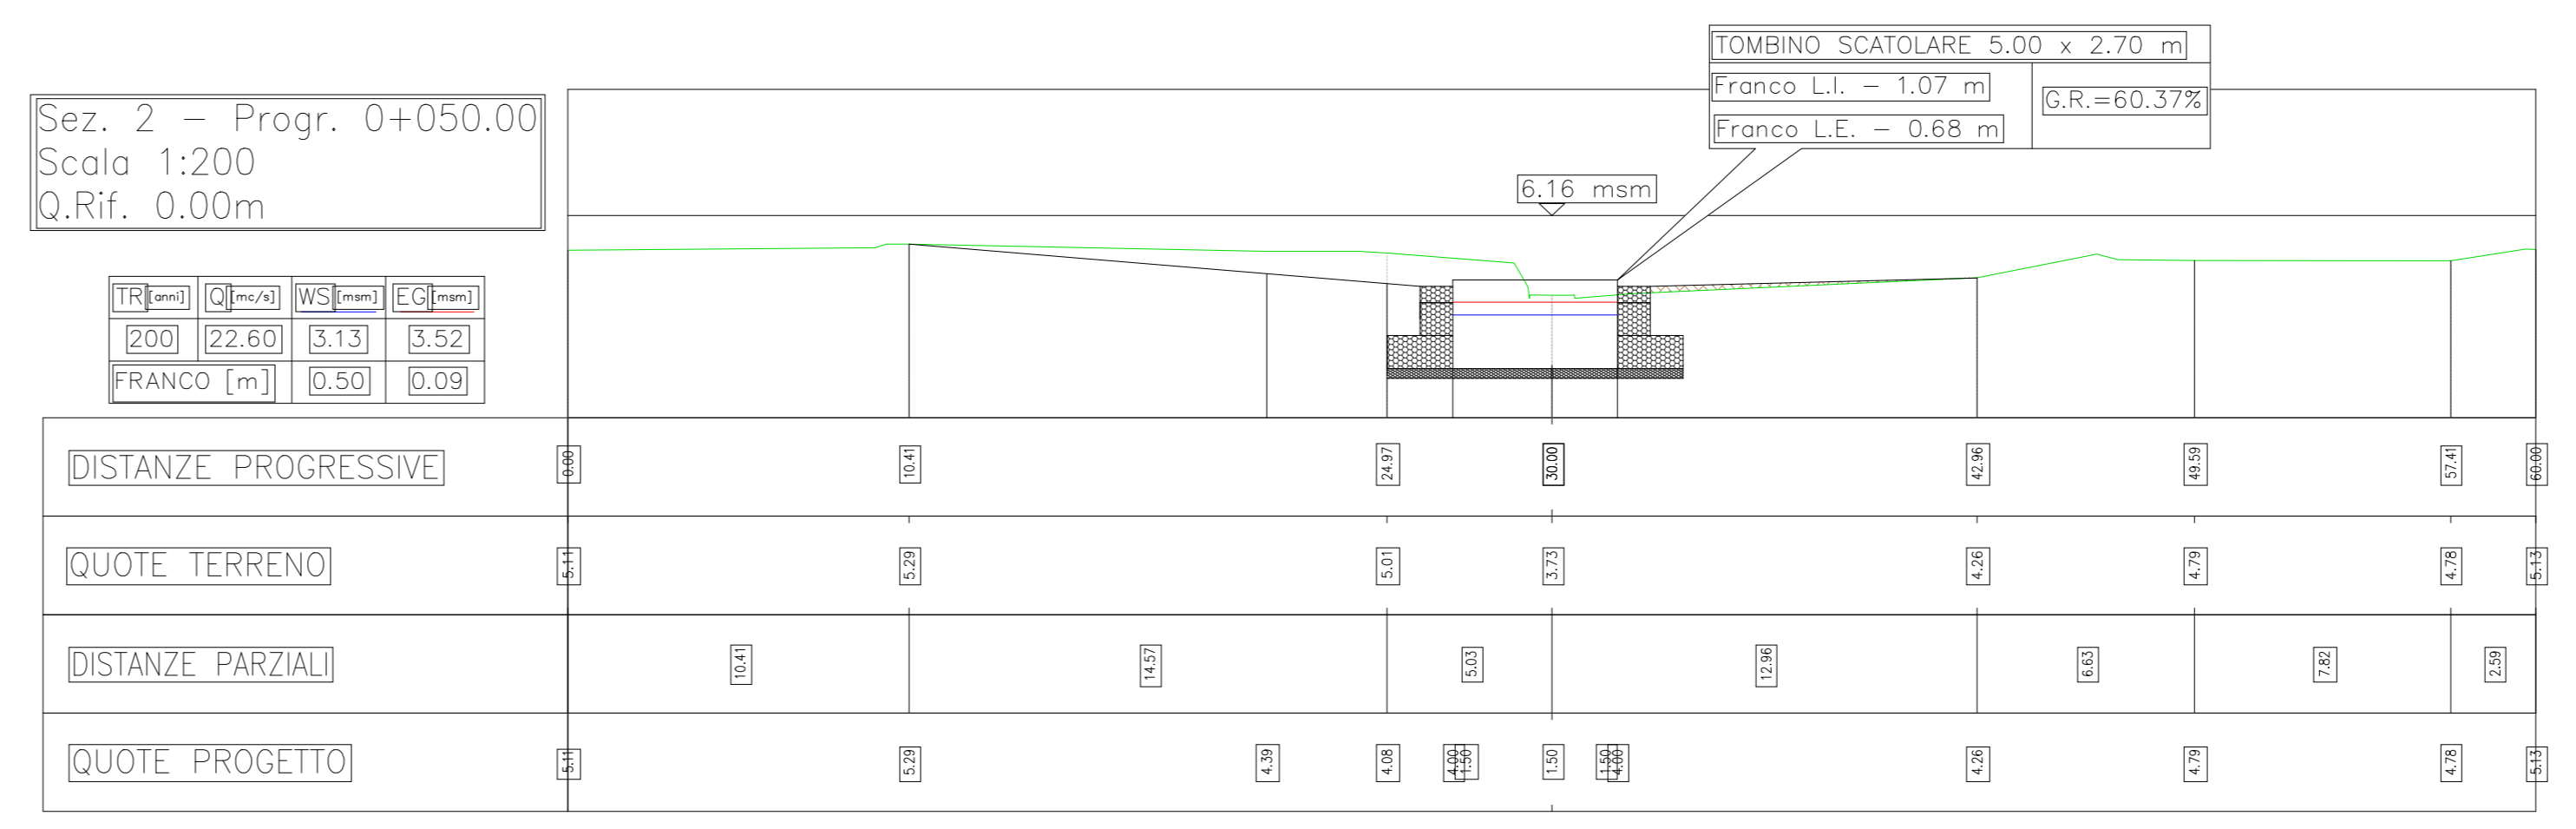 TOMBINO SCATOLARE 5.00 x 2.70 m
Franco L.I. - 1.07 m
G.R.=60.37%
Franco L.E. - 0.68 m
Sez. 2 - Progr. 0+050.00
Scala 1:200
Q.Rif. 0.00m
6.16 msm
TR [anni] Q [mc/s] WS [msm] EG [msm]
200 22.60 3.13 3.52
FRANCO [m] 0.50 0.09
DISTANZE PROGRESSIVE 0.00 10.41 24.97 30.00 42.96 49.59 57.41 60.00
QUOTE TERRENO 5.11 5.29 5.01 3.73 4.26 4.79 4.78 5.13
DISTANZE PARZIALI 10.41 14.57 5.03 12.96 6.63 7.82 2.59
QUOTE PROGETTO 5.11 5.29 4.39 4.08 4.00 1.50 1.50 1.50 4.00 4.26 4.79 4.78 5.13